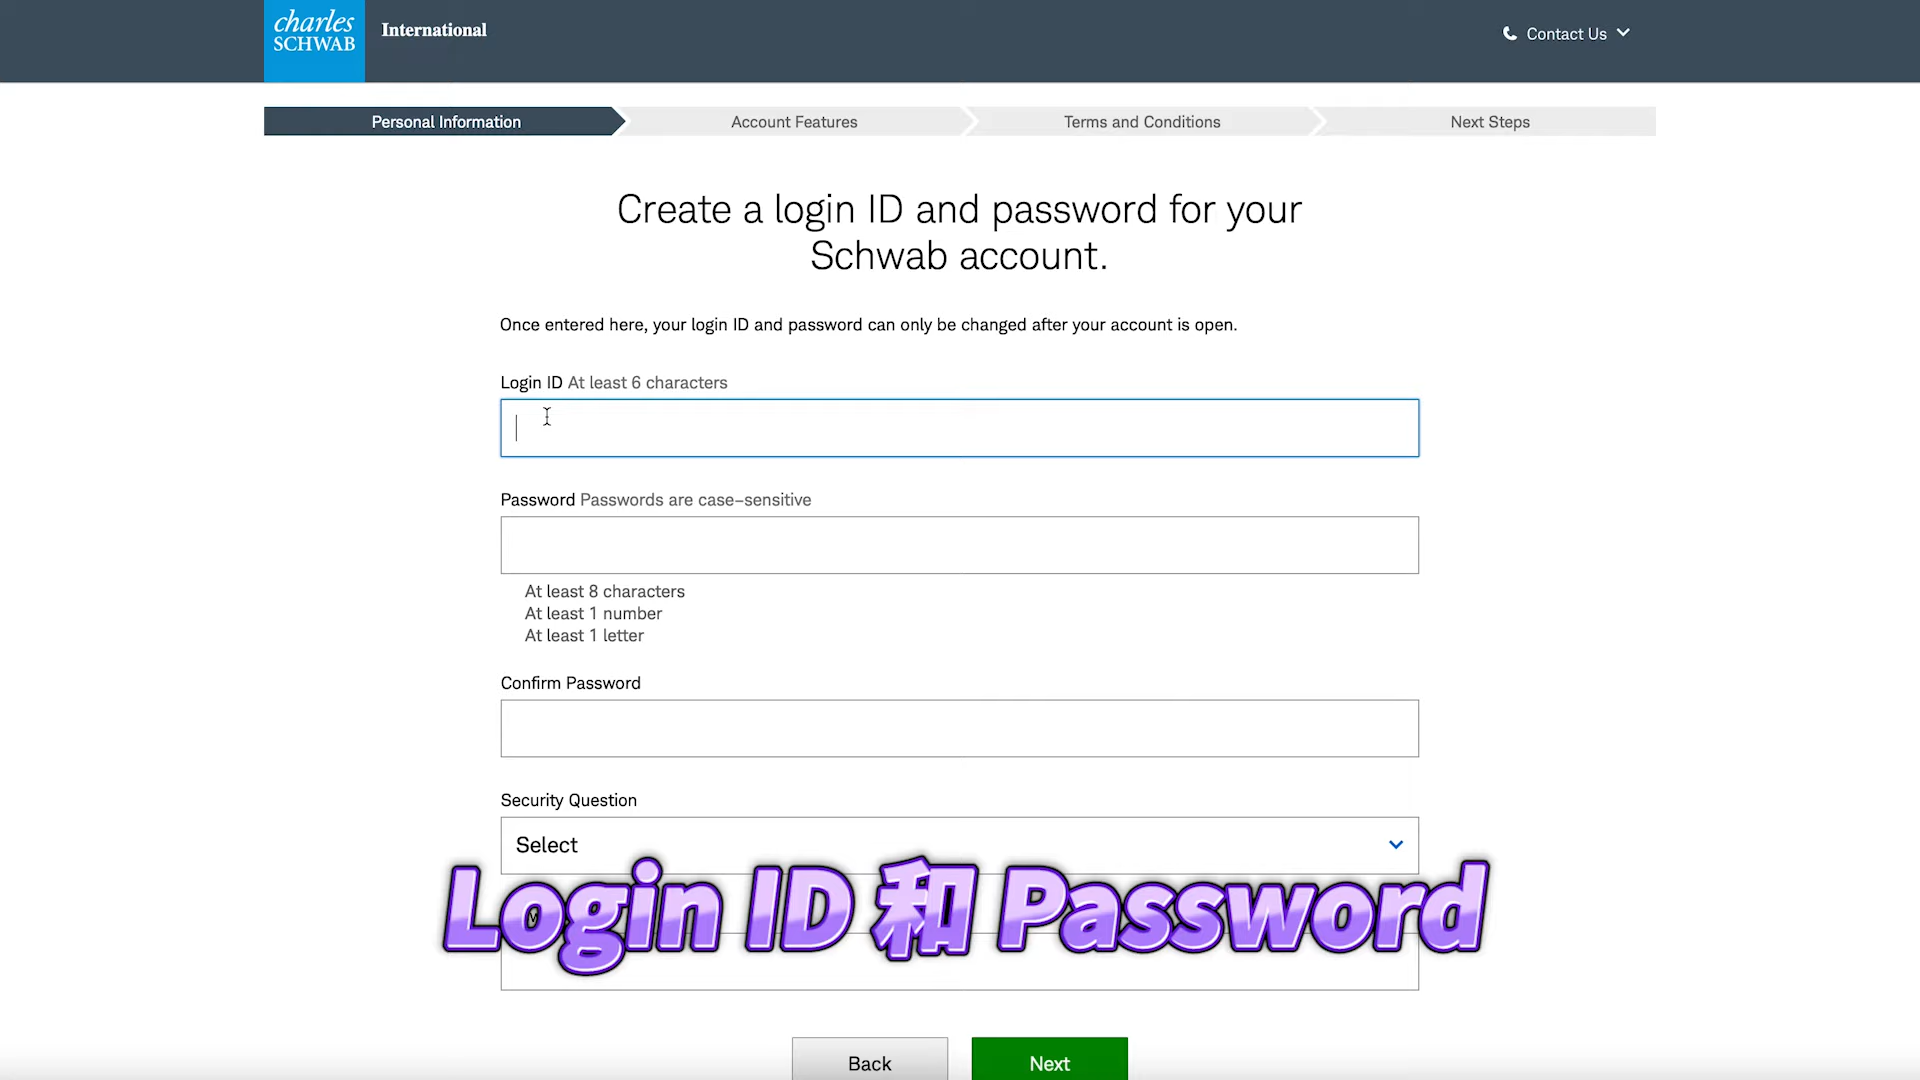 charles
SCHWAB
International
Contact Us
Personal Information
Account Features
Terms and Conditions
Next Steps
Create a login ID and password for your
Schwab account.
Once entered here, your login ID and password can only be changed after your account is open.
Login ID At least 6 characters
Password Passwords are case-sensitive
At least 8 characters
At least 1 number
At least 1 letter
Confirm Password
Security Question
Select
Login ID 和 Password
Back
Next